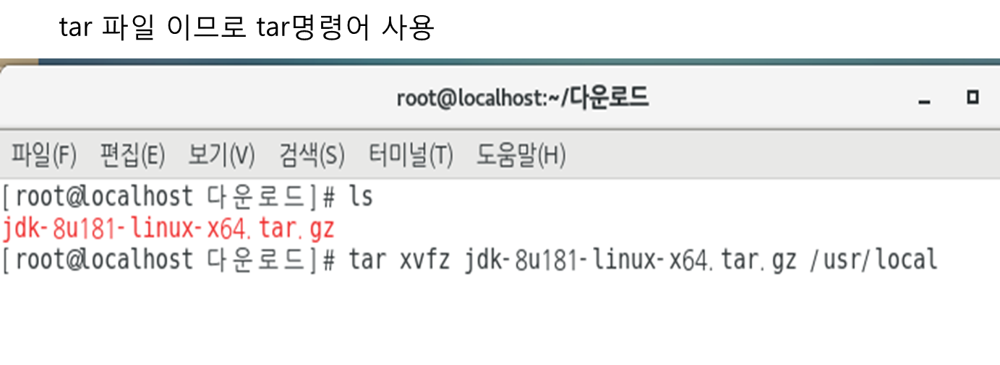 tar 파일 이므로 tar명령어 사용
root@localhost:~/다운로드
파일(F) 편집(E) 보기(V) 검색(S) 터미널(T) 도움말(H)
[root@localhost 다운로드]# ls
jdk-8u181-linux-x64.tar.gz
[root@localhost 다운로드]# tar xvfz jdk-8u181-linux-x64.tar.gz /usr/local